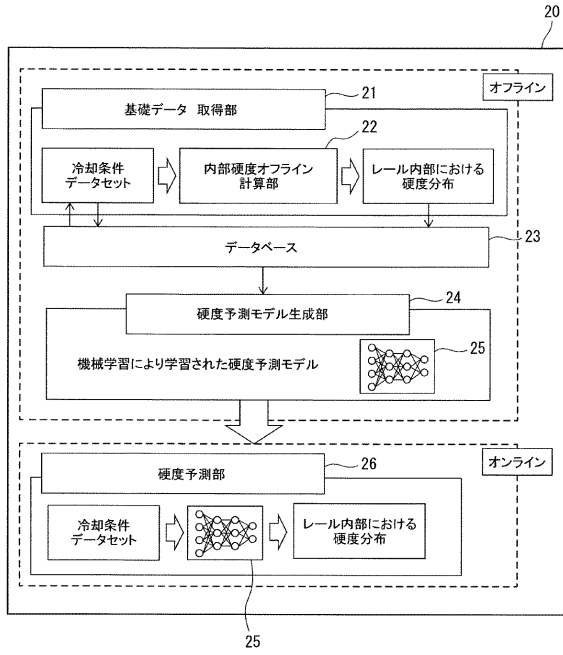 20
オフライン
21
基礎データ 取得部
22
冷却条件
データセット
内部硬度オフライン
計算部
レール内部における
硬度分布
23
データベース
24
硬度予測モデル生成部
機械学習により学習された硬度予測モデル
25
オンライン
26
硬度予測部
冷却条件
データセット
レール内部における
硬度分布
25